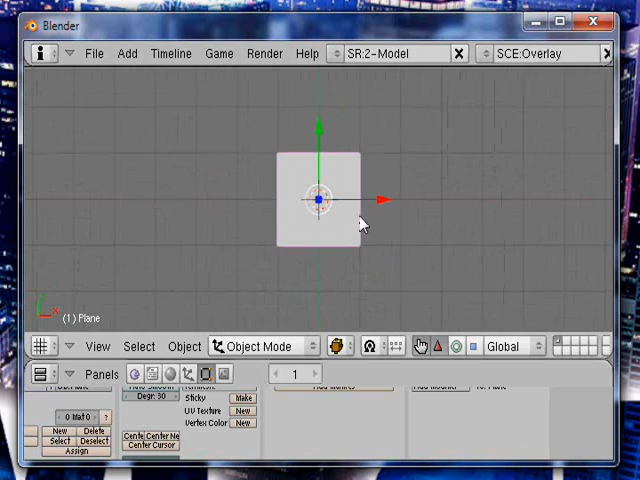 Blender
File Add Timeline Game Render Help SR:2-Model SCE:Overlay
(1) Plane
View Select Object Object Mode Global
Panels 1
Degr: 30 Sticky Make
0 Mat 0 ? UV Texture New
New Delete Vertex Color New
Select Deselect Center Ne
Assign Center Cursor